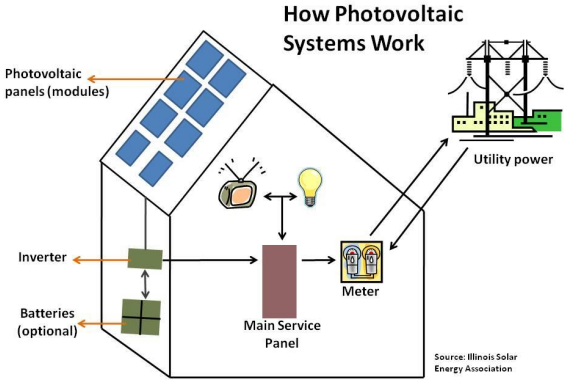 How Photovoltaic
Systems Work
Photovoltaic
panels (modules)
Utility power
Inverter
Batteries
(optional)
Main Service
Panel
Meter
Source: Illinois Solar
Energy Association